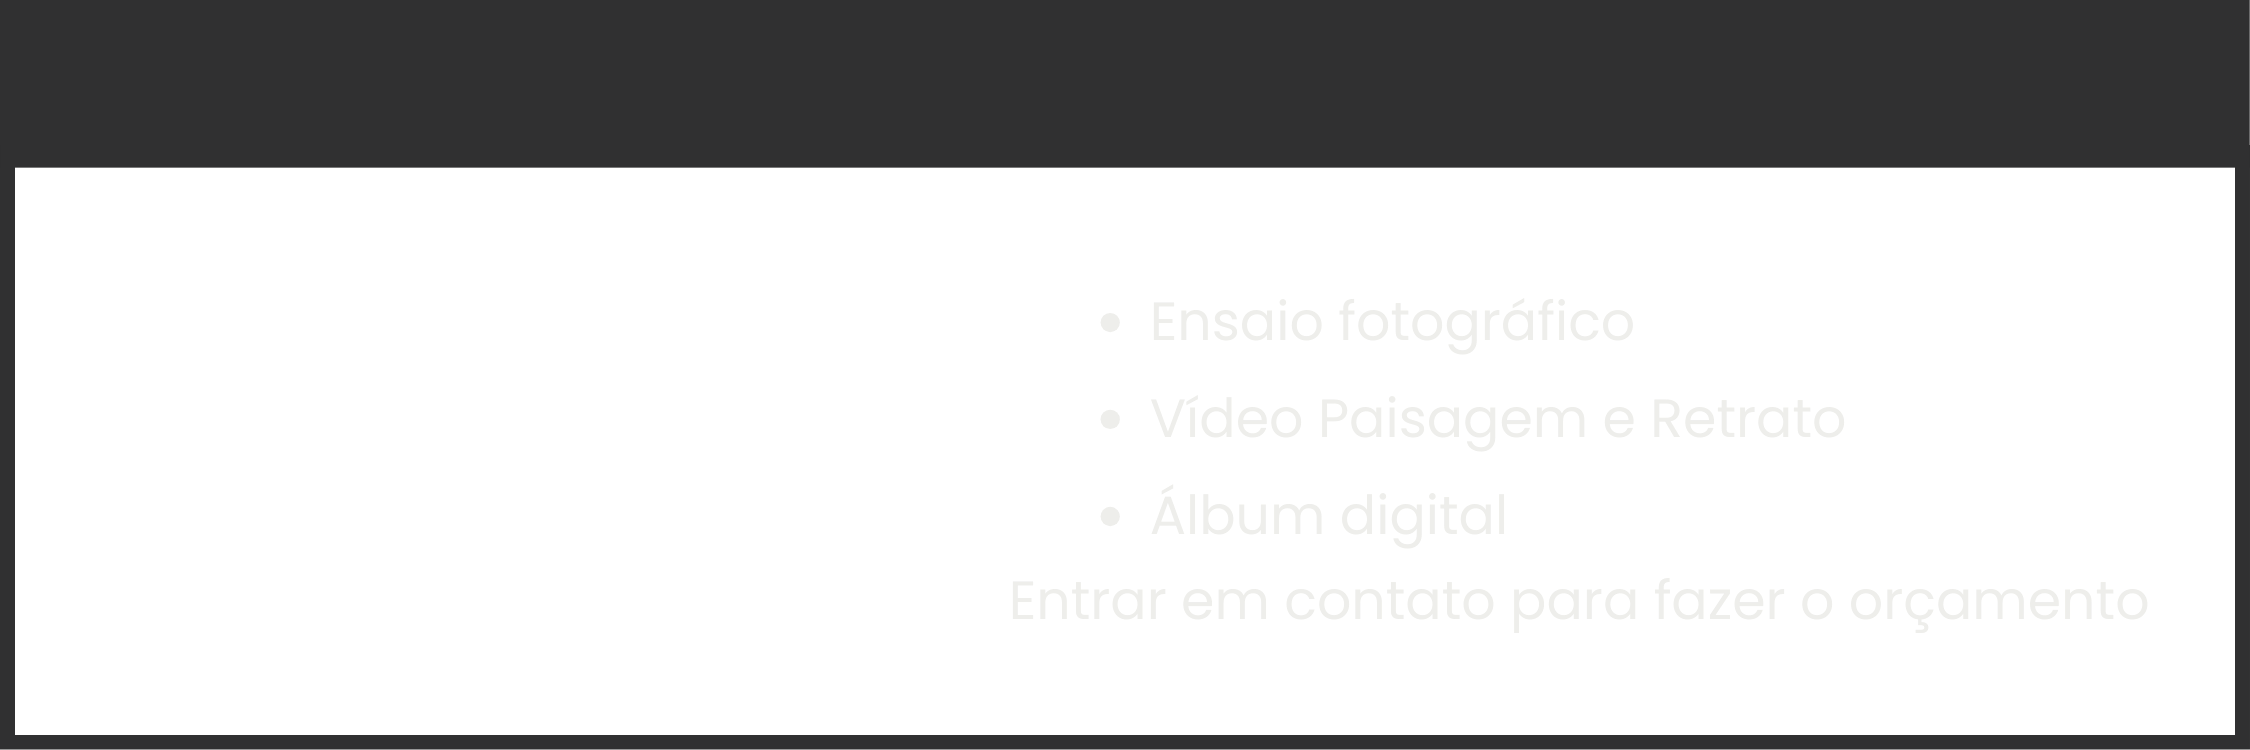 • Ensaio fotográfico
• Vídeo Paisagem e Retrato
• Álbum digital
Entrar em contato para fazer o orçamento